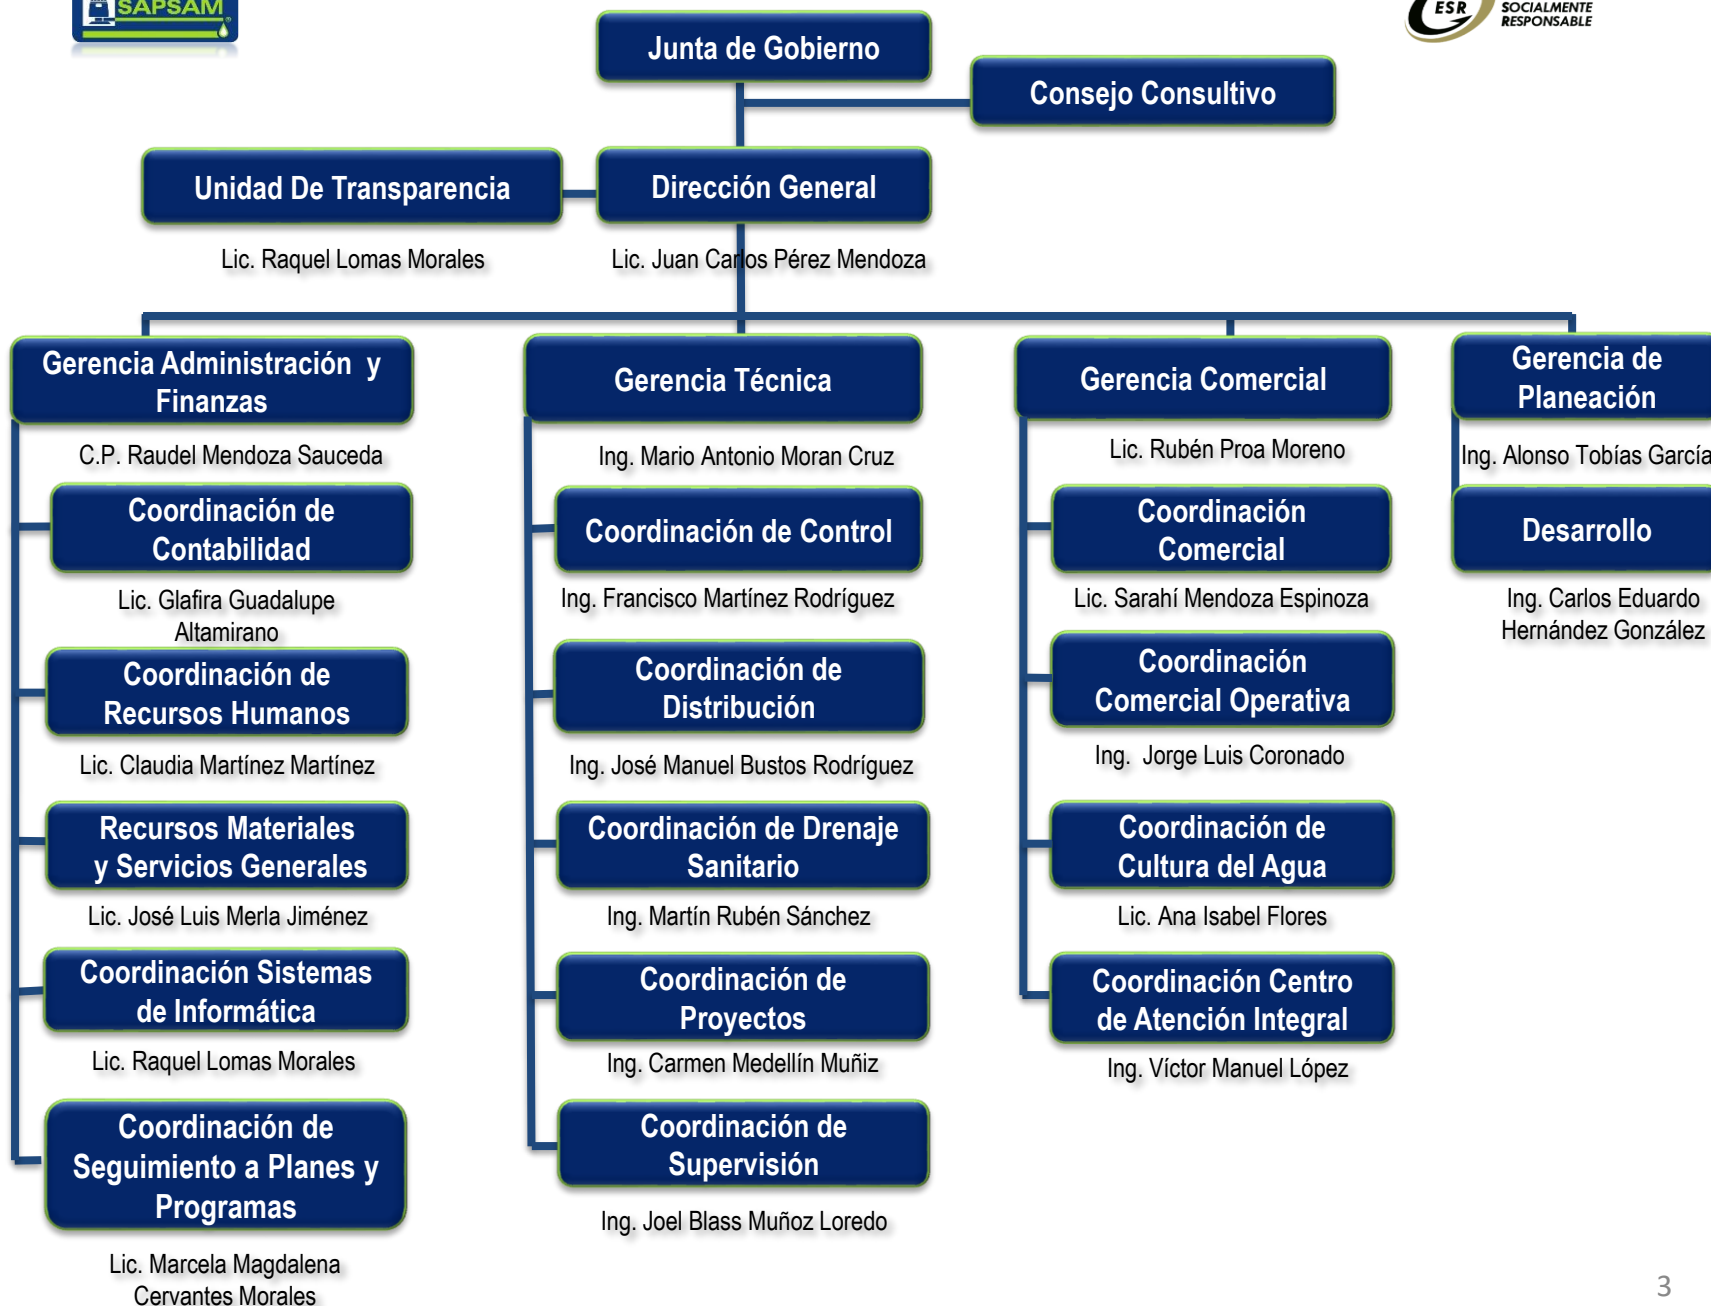 SAPSAM
ESR
SOCIALMENTE
RESPONSABLE
Junta de Gobierno
Consejo Consultivo
Unidad De Transparencia
Dirección General
Lic. Raquel Lomas Morales
Lic. Juan Carlos Pérez Mendoza
Gerencia Administración y
Finanzas
C.P. Raudel Mendoza Sauceda
Coordinación de
Contabilidad
Lic. Glafira Guadalupe
Altamirano
Coordinación de
Recursos Humanos
Lic. Claudia Martínez Martínez
Recursos Materiales
y Servicios Generales
Lic. José Luis Merla Jiménez
Coordinación Sistemas
de Informática
Lic. Raquel Lomas Morales
Coordinación de
Seguimiento a Planes y
Programas
Lic. Marcela Magdalena
Cervantes Morales
Gerencia Técnica
Ing. Mario Antonio Moran Cruz
Coordinación de Control
Ing. Francisco Martínez Rodríguez
Coordinación de
Distribución
Ing. José Manuel Bustos Rodríguez
Coordinación de Drenaje
Sanitario
Ing. Martín Rubén Sánchez
Coordinación de
Proyectos
Ing. Carmen Medellín Muñiz
Coordinación de
Supervisión
Ing. Joel Blass Muñoz Loredo
Gerencia Comercial
Lic. Rubén Proa Moreno
Coordinación
Comercial
Lic. Sarahí Mendoza Espinoza
Coordinación
Comercial Operativa
Ing. Jorge Luis Coronado
Coordinación de
Cultura del Agua
Lic. Ana Isabel Flores
Coordinación Centro
de Atención Integral
Ing. Víctor Manuel López
Gerencia de
Planeación
Ing. Alonso Tobías García
Desarrollo
Ing. Carlos Eduardo
Hernández González
3